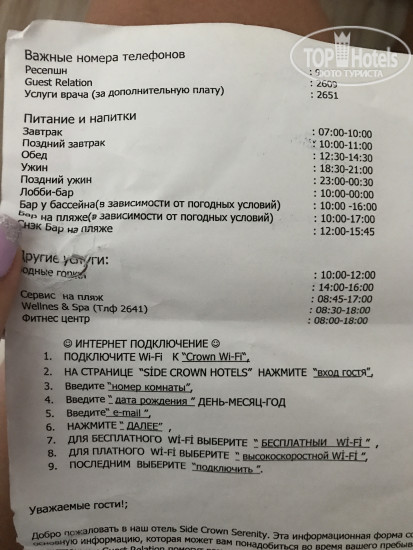 TOP Hotels
ФОТО ТУРИСТА
Важные номера телефонов
Ресепшн : 9
Guest Relation : 2600
Услуги врача (за дополнительную плату) : 2651
Питание и напитки
Завтрак : 07:00-10:00
Поздний завтрак : 10:00-11:00
Обед : 12:30-14:30
Ужин : 18:30-21:00
Поздний ужин : 23:00-00:30
Лобби-бар : 10:00-00:00
Бар у бассейна(в зависимости от погодных условий) : 10:00 -16:00
Бар на пляже(в зависимости от погодных условий) : 10:00-17:00
Снэк Бар на пляже : 12:00-15:45
Другие услуги:
: 10:00-12:00
: 14:00-16:00
Сервис на пляж : 08:45-17:00
Wellnes & Spa (Тлф 2641) : 08:30-18:00
Фитнес центр : 08:00-18:00
☺ ИНТЕРНЕТ ПОДКЛЮЧЕНИЕ ☺
1. ПОДКЛЮЧИТЕ Wi-Fi К "Crown Wi-Fi",
2. НА СТРАНИЦЕ "SİDE CROWN HOTELS" НАЖМИТЕ "вход гостя",
3. Введите "номер комнаты",
4. Введите " дата рождения " ДЕНЬ-МЕСЯЦ-ГОД
5. Введите" e-mail ",
6. НАЖМИТЕ " ДАЛЕЕ" ,
7. ДЛЯ БЕСПЛАТНОГО Wİ-Fİ ВЫБЕРИТЕ " БЕСПЛАТНЫЙ Wİ-Fİ " ,
8. ДЛЯ ПЛАТНОГО Wİ-Fİ ВЫБЕРИТЕ " высокоскоростной Wİ-Fİ ",
9. ПОСЛЕДНИМ ВЫБЕРИТЕ "подключить ".
Уважаемые гости!;
Добро пожаловать в наш отель Side Crown Serenity. Эта информационная форма
основную информацию, которая может вам понадобиться во время вашего
Guest Relation